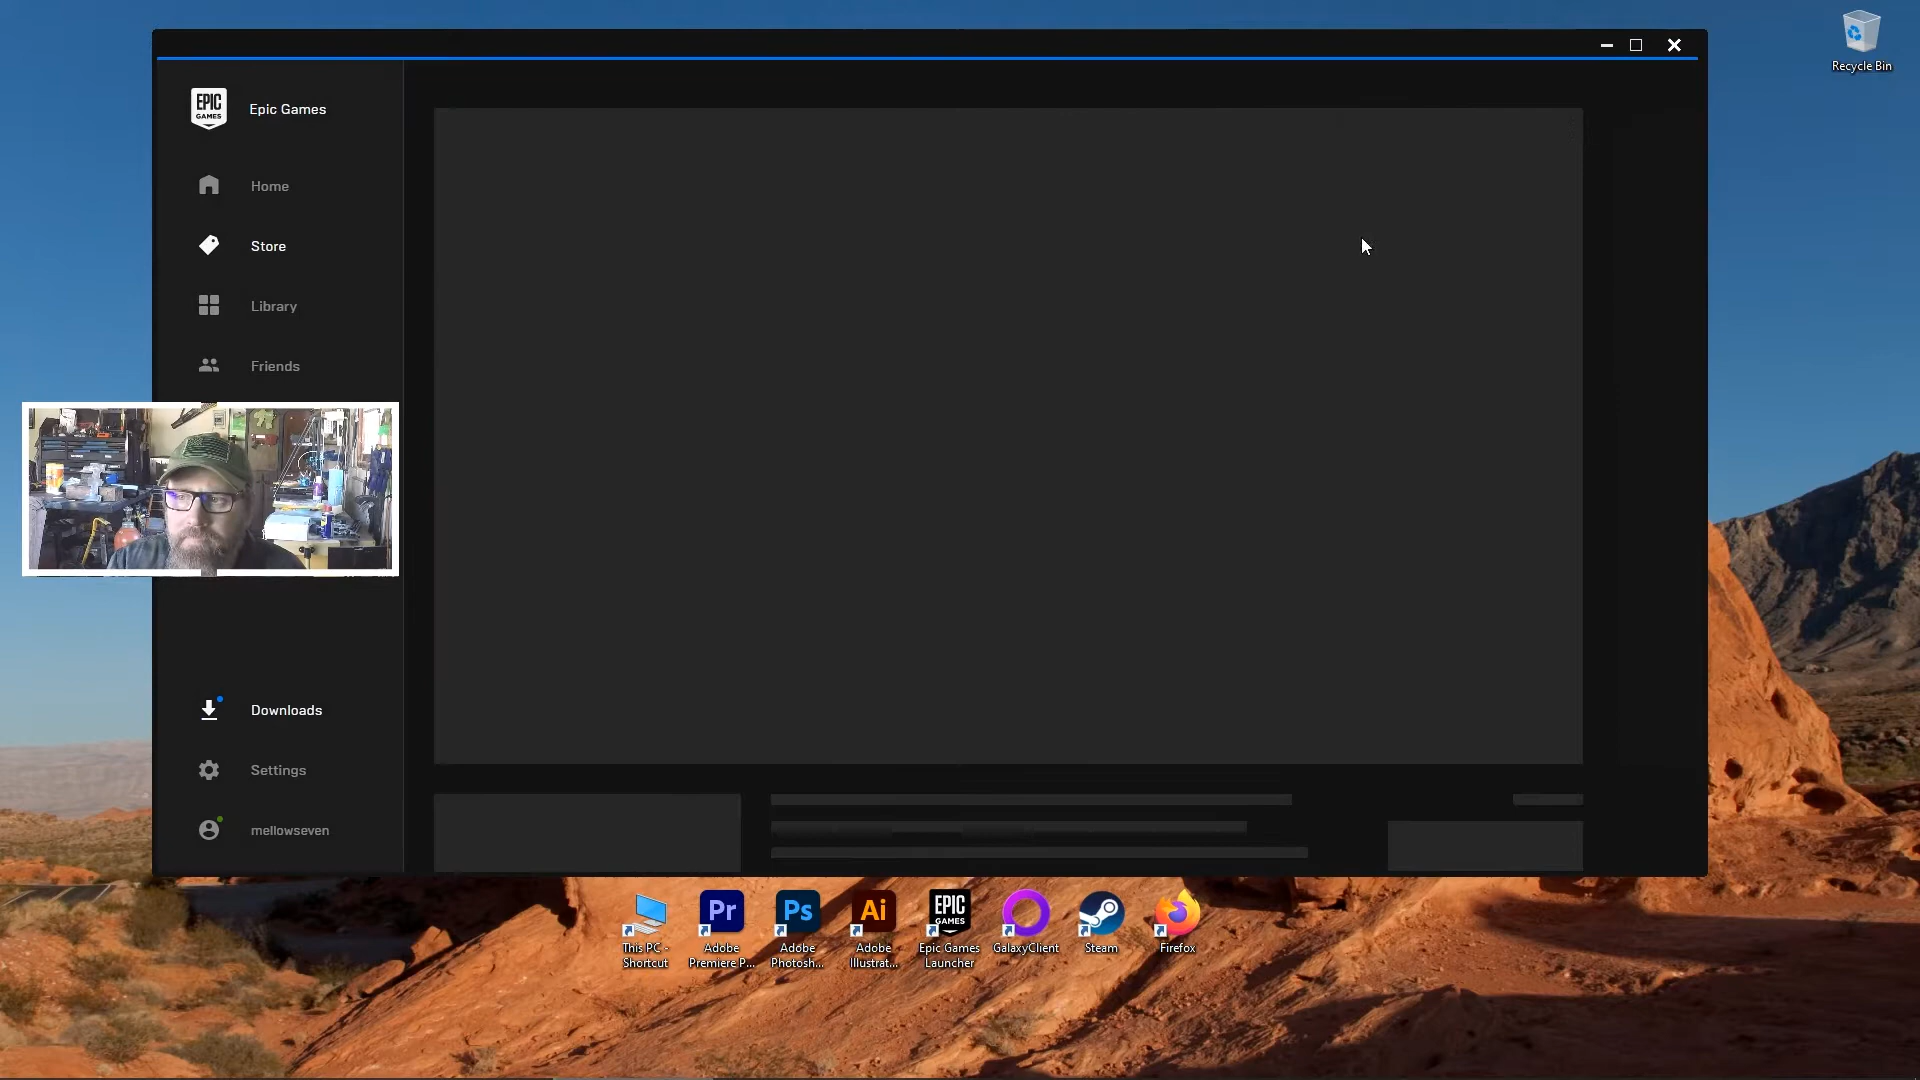 Recycle Bin
EPIC
GAMES
Epic Games
Home
Store
Library
Friends
Downloads
Settings
mellowseven
Pr
Ps
Ai
EPIC
GAMES
This PC -
Shortcut
Adobe
Premiere P...
Adobe
Photosh...
Adobe
Illustrat...
Epic Games
Launcher
GalaxyClient
Steam
Firefox